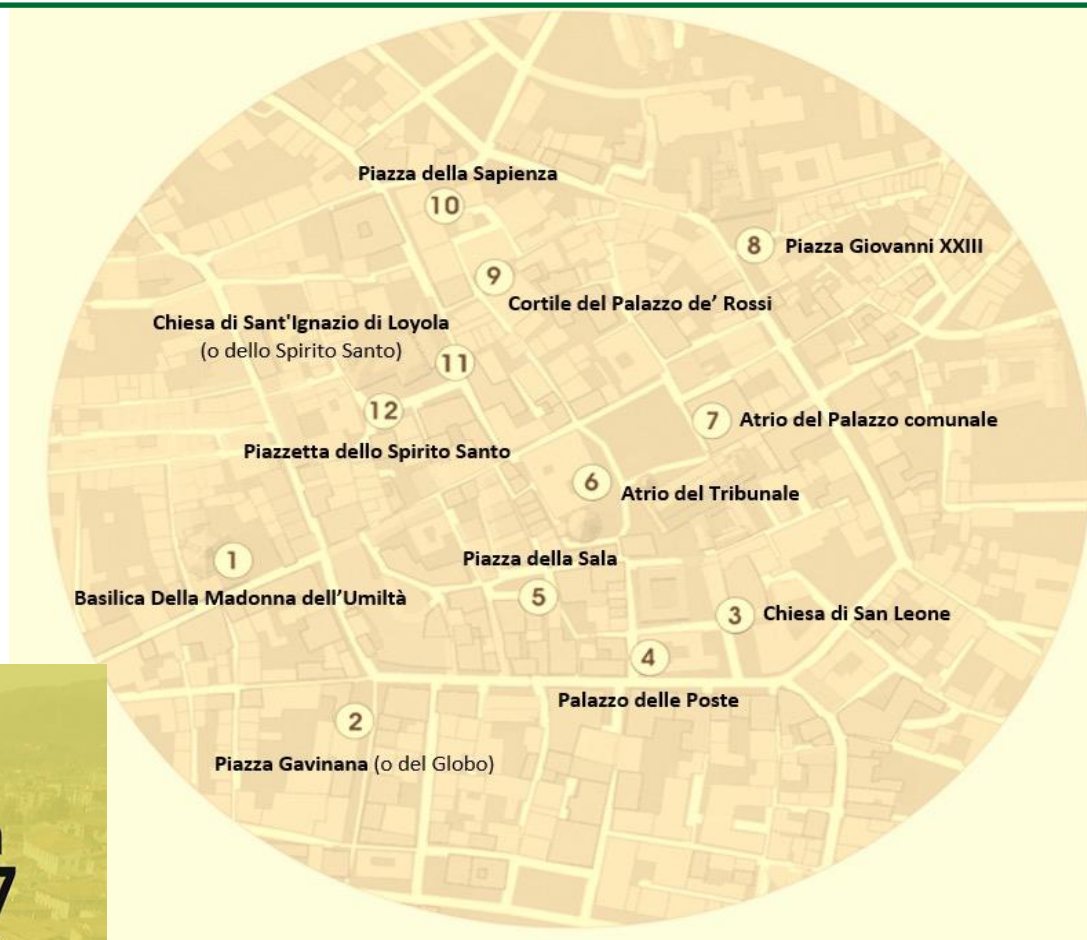 Piazza della Sapienza
10
8 Piazza Giovanni XXIII
9
Cortile del Palazzo de’ Rossi
Chiesa di Sant'Ignazio di Loyola
(o dello Spirito Santo)
11
12
7 Atrio del Palazzo comunale
Piazzetta dello Spirito Santo
6
Atrio del Tribunale
1
Basilica Della Madonna dell’Umiltà
Piazza della Sala
5
3 Chiesa di San Leone
4
Palazzo delle Poste
2
Piazza Gavinana (o del Globo)
7